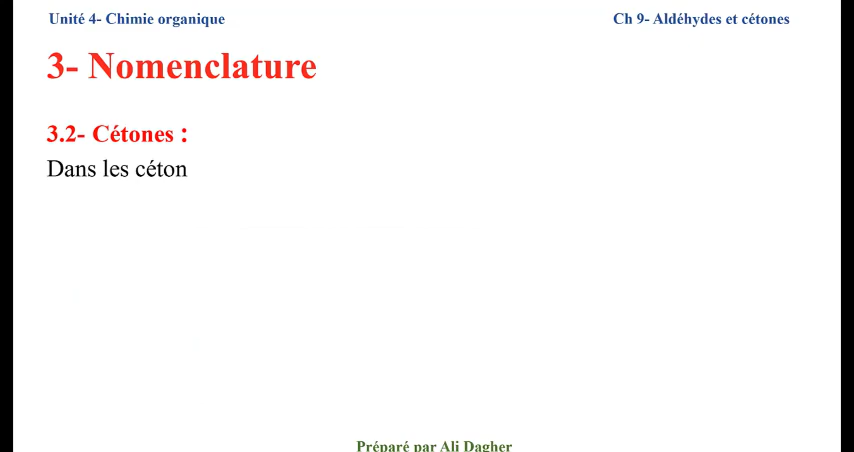 Unité 4- Chimie organique
Ch 9- Aldéhydes et cétones
3- Nomenclature
3.2- Cétones :
Dans les céton
Préparé par Ali Dagher